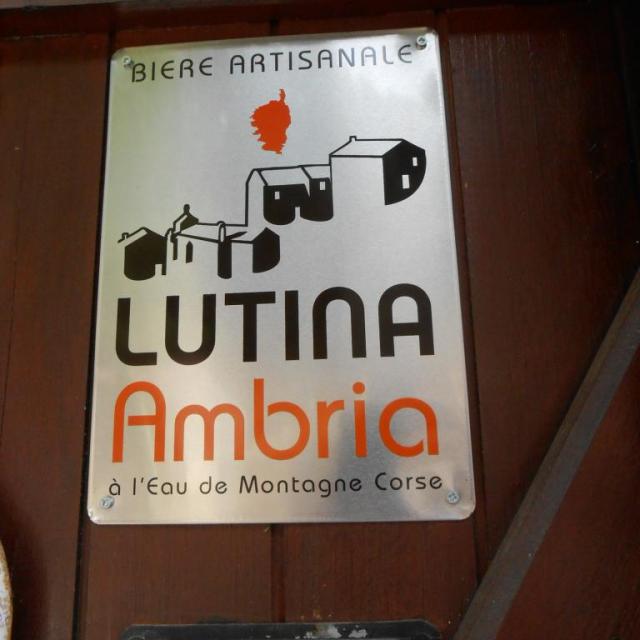 BIERE ARTISANALE
LUTINA
Ambria
à l'Eau de Montagne Corse